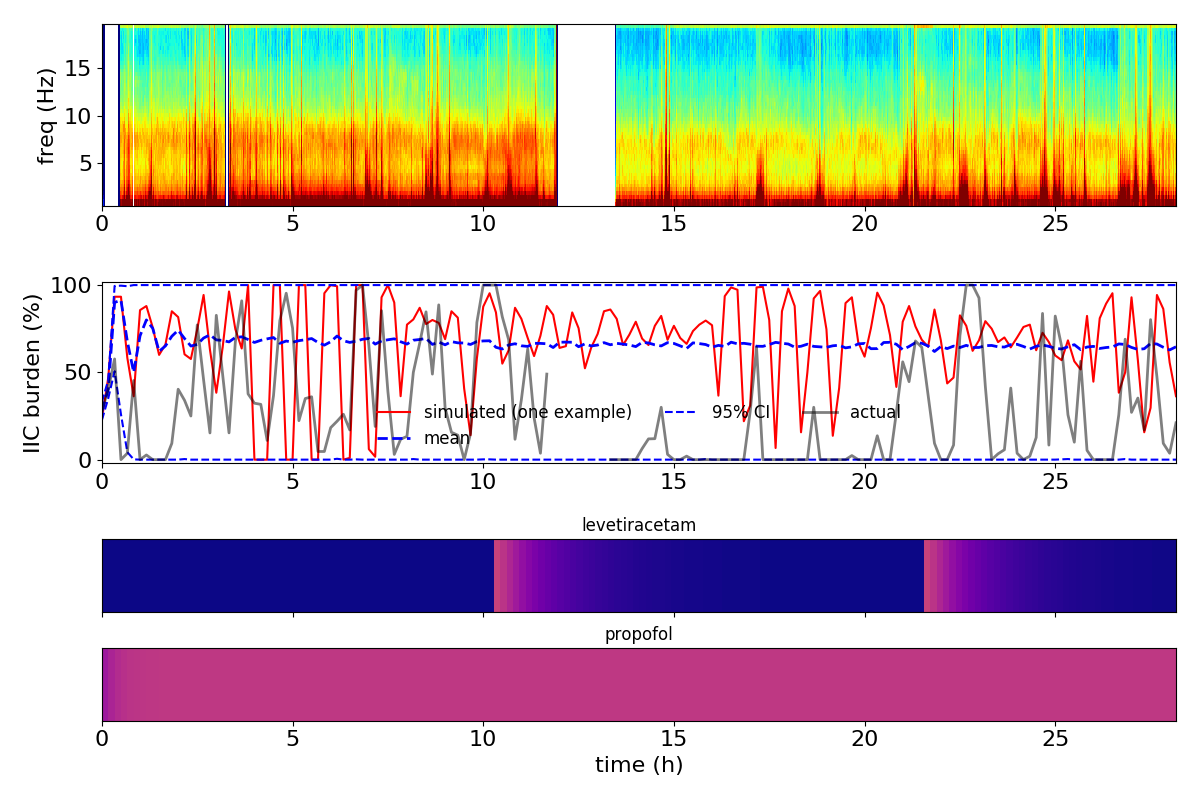 freq (Hz)
15
10
5
0 5 10 15 20 25
IIC burden (%)
100
50
0
simulated (one example) 95% CI actual
mean
0 5 10 15 20 25
levetiracetam
propofol
0 5 10 15 20 25
time (h)